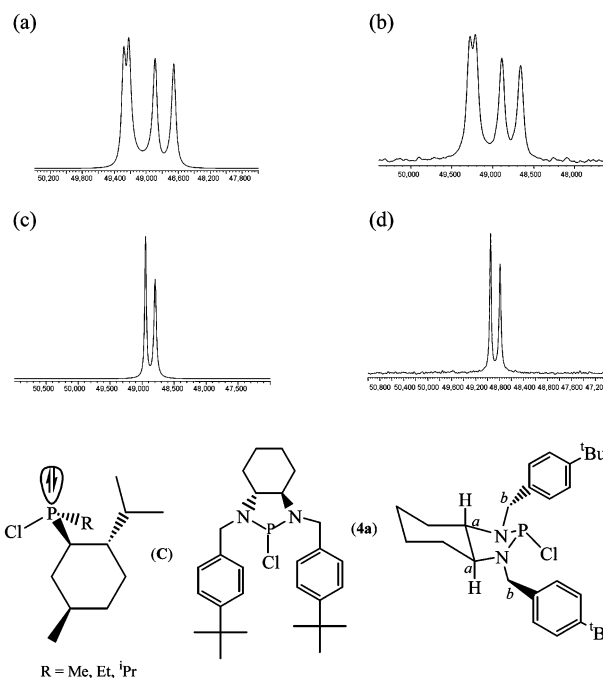 (a)
(b)
50,200 49,800 49,400 49,000 48,600 48,200 47,800
50,000 49,500 49,000 48,500 48,000
(c)
(d)
50,500 50,000 49,500 49,000 48,500 48,000 47,500
50,800 50,400 50,000 49,600 49,200 48,800 48,400 48,000 47,600 47,200
P
Cl
R
(C)
N
N
P
Cl
(4a)
tBu
b
H
a
N
P
Cl
N
a
H
b
tB
R = Me, Et, iPr